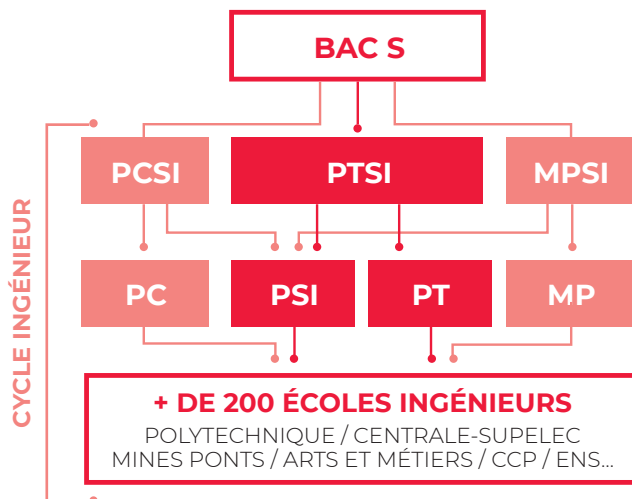 BAC S
PCSI
PTSI
MPSI
CYCLE INGÉNIEUR
PC
PSI
PT
MP
+ DE 200 ÉCOLES INGÉNIEURS
POLYTECHNIQUE / CENTRALE-SUPELEC
MINES PONTS / ARTS ET MÉTIERS / CCP / ENS...